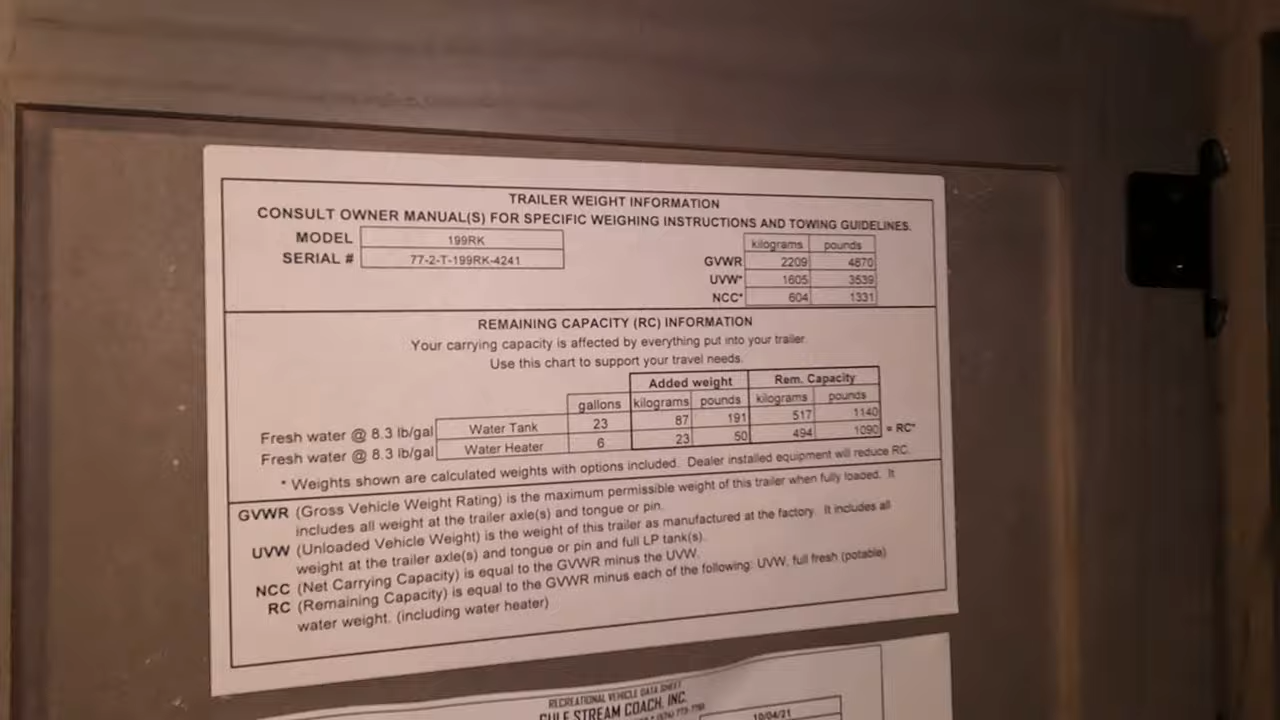 TRAILER WEIGHT INFORMATION
CONSULT OWNER MANUAL(S) FOR SPECIFIC WEIGHING INSTRUCTIONS AND TOWING GUIDELINES.
MODEL 199RK
SERIAL # 77-2-T-199RK-4241
kilograms pounds
GVWR 2209 4870
UVW* 1605 3539
NCC* 604 1331
REMAINING CAPACITY (RC) INFORMATION
Your carrying capacity is affected by everything put into your trailer.
Use this chart to support your travel needs.
Added weight Rem. Capacity
gallons kilograms pounds kilograms pounds
Fresh water @ 8.3 lb/gal Water Tank 23 87 191 517 1140
Fresh water @ 8.3 lb/gal Water Heater 6 23 50 494 1090 = RC*
* Weights shown are calculated weights with options included. Dealer installed equipment will reduce RC.
GVWR (Gross Vehicle Weight Rating) is the maximum permissible weight of this trailer when fully loaded. It
includes all weight at the trailer axle(s) and tongue or pin.
UVW (Unloaded Vehicle Weight) is the weight of this trailer as manufactured at the factory. It includes all
weight at the trailer axle(s) and tongue or pin and full LP tank(s).
NCC (Net Carrying Capacity) is equal to the GVWR minus the UVW.
RC (Remaining Capacity) is equal to the GVWR minus each of the following: UVW, full fresh (potable)
water weight. (including water heater)
RECREATIONAL VEHICLE DATA SHEET
GULF STREAM COACH, INC.
10/04/21